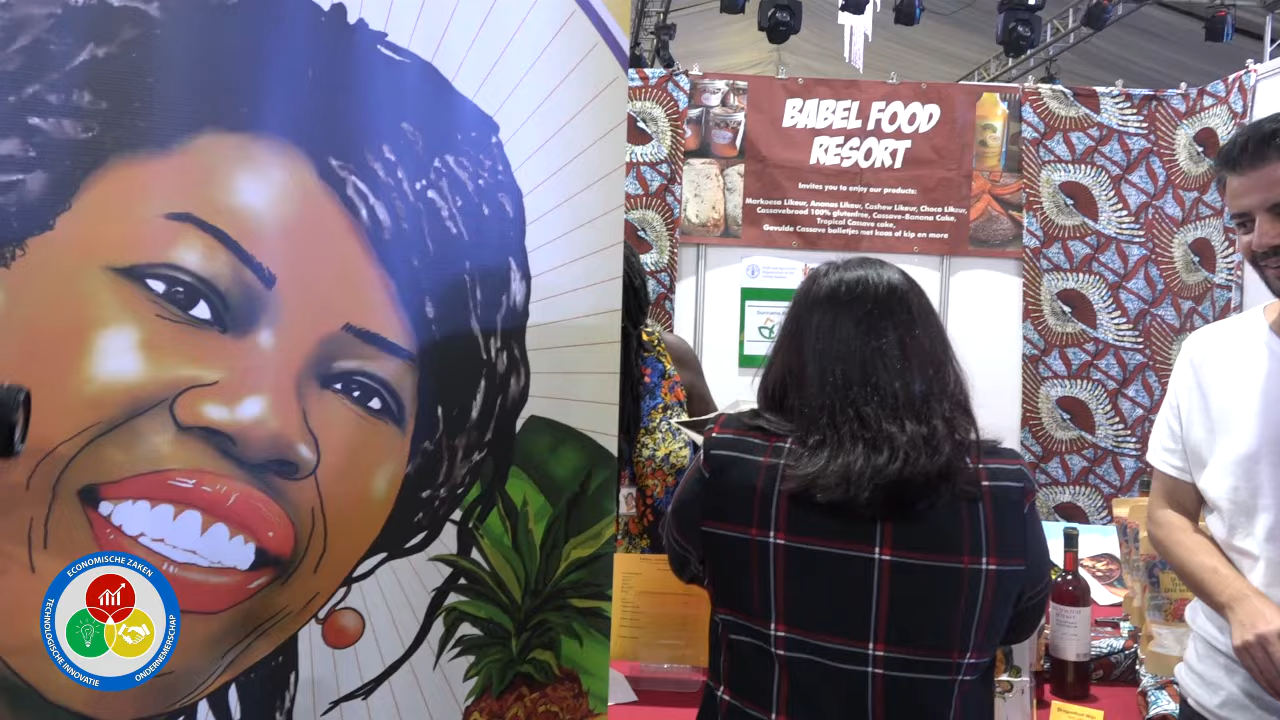 BABEL FOOD
RESORT
Invites you to enjoy our products:
Markoesa Likeur, Ananas Likeur, Cashew Likeur, Choco Likeur,
Cassavebrood 100% glutenfree, Cassave-Banana Cake,
Tropical Cassave cake,
Gevulde Cassave balletjes met kaas of kip en more
ECONOMISCHE ZAKEN
TECHNOLOGISCHE INNOVATIE
ONDERNEMERSCHAP